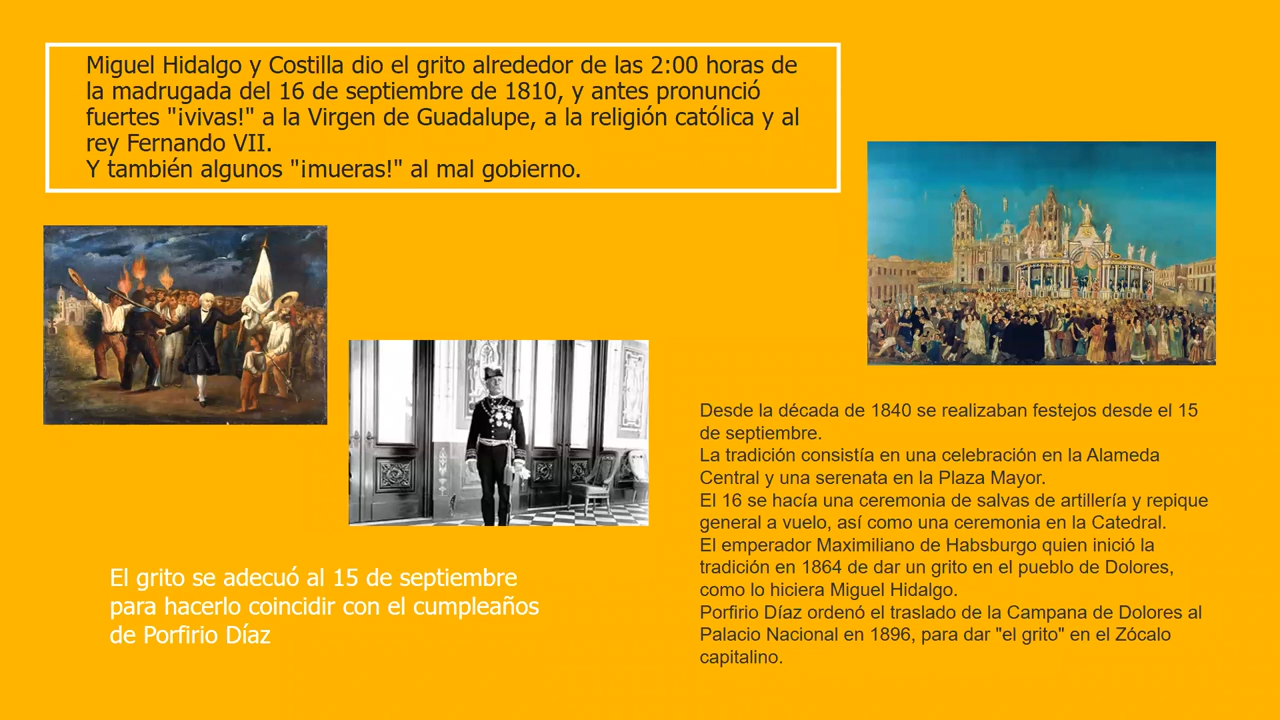 Miguel Hidalgo y Costilla dio el grito alrededor de las 2:00 horas de
la madrugada del 16 de septiembre de 1810, y antes pronunció
fuertes "¡vivas!" a la Virgen de Guadalupe, a la religión católica y al
rey Fernando VII.
Y también algunos "¡mueras!" al mal gobierno.
El grito se adecuó al 15 de septiembre
para hacerlo coincidir con el cumpleaños
de Porfirio Díaz
Desde la década de 1840 se realizaban festejos desde el 15
de septiembre.
La tradición consistía en una celebración en la Alameda
Central y una serenata en la Plaza Mayor.
El 16 se hacía una ceremonia de salvas de artillería y repique
general a vuelo, así como una ceremonia en la Catedral.
El emperador Maximiliano de Habsburgo quien inició la
tradición en 1864 de dar un grito en el pueblo de Dolores,
como lo hiciera Miguel Hidalgo.
Porfirio Díaz ordenó el traslado de la Campana de Dolores al
Palacio Nacional en 1896, para dar "el grito" en el Zócalo
capitalino.